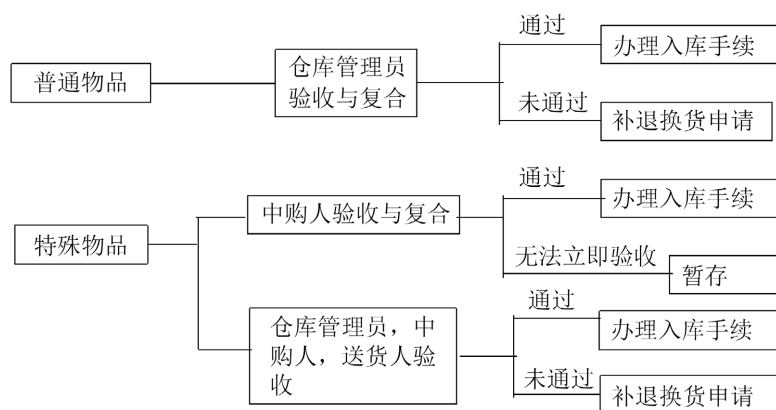 普通物品
仓库管理员
验收与复合
通过
办理入库手续
未通过
补退换货申请
特殊物品
中购人验收与复合
通过
办理入库手续
无法立即验收
暂存
仓库管理员，中
购人，送货人验
收
通过
办理入库手续
未通过
补退换货申请